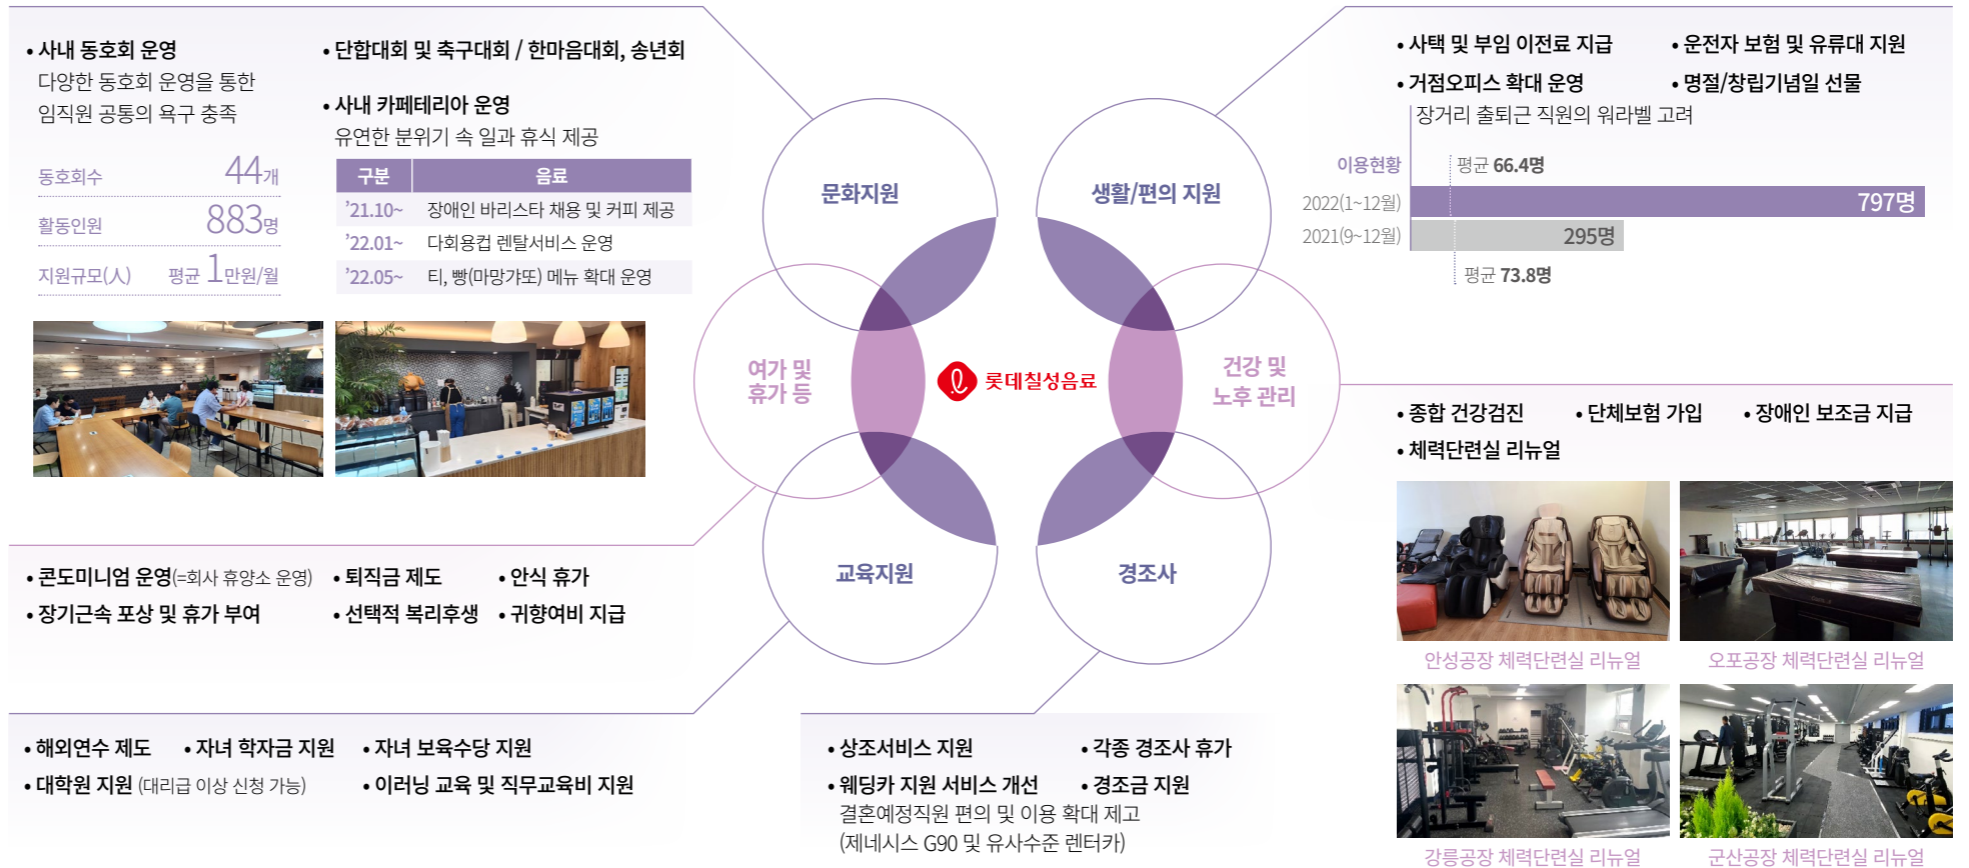 • 사내 동호회 운영
다양한 동호회 운영을 통한
임직원 공통의 욕구 충족
동호회수 44개
활동인원 883명
지원규모(人) 평균 1만원/월
• 단합대회 및 축구대회 / 한마음대회, 송년회
• 사내 카페테리아 운영
유연한 분위기 속 일과 휴식 제공
구분 음료
’21.10~ 장애인 바리스타 채용 및 커피 제공
’22.01~ 다회용컵 렌탈서비스 운영
’22.05~ 티, 빵(마망갸또) 메뉴 확대 운영
문화지원
생활/편의 지원
여가 및
휴가 등
롯데칠성음료
건강 및
노후 관리
교육지원
경조사
• 사택 및 부임 이전료 지급 • 운전자 보험 및 유류대 지원
• 거점오피스 확대 운영 • 명절/창립기념일 선물
장거리 출퇴근 직원의 워라벨 고려
이용현황 평균 66.4명
2022(1~12월) 797명
2021(9~12월) 295명
평균 73.8명
• 종합 건강검진 • 단체보험 가입 • 장애인 보조금 지급
• 체력단련실 리뉴얼
안성공장 체력단련실 리뉴얼 오포공장 체력단련실 리뉴얼
강릉공장 체력단련실 리뉴얼 군산공장 체력단련실 리뉴얼
• 콘도미니엄 운영(=회사 휴양소 운영) • 퇴직금 제도 • 안식 휴가
• 장기근속 포상 및 휴가 부여 • 선택적 복리후생 • 귀향여비 지급
• 해외연수 제도 • 자녀 학자금 지원 • 자녀 보육수당 지원
• 대학원 지원 (대리급 이상 신청 가능) • 이러닝 교육 및 직무교육비 지원
• 상조서비스 지원 • 각종 경조사 휴가
• 웨딩카 지원 서비스 개선 • 경조금 지원
결혼예정직원 편의 및 이용 확대 제고
(제네시스 G90 및 유사수준 렌터카)